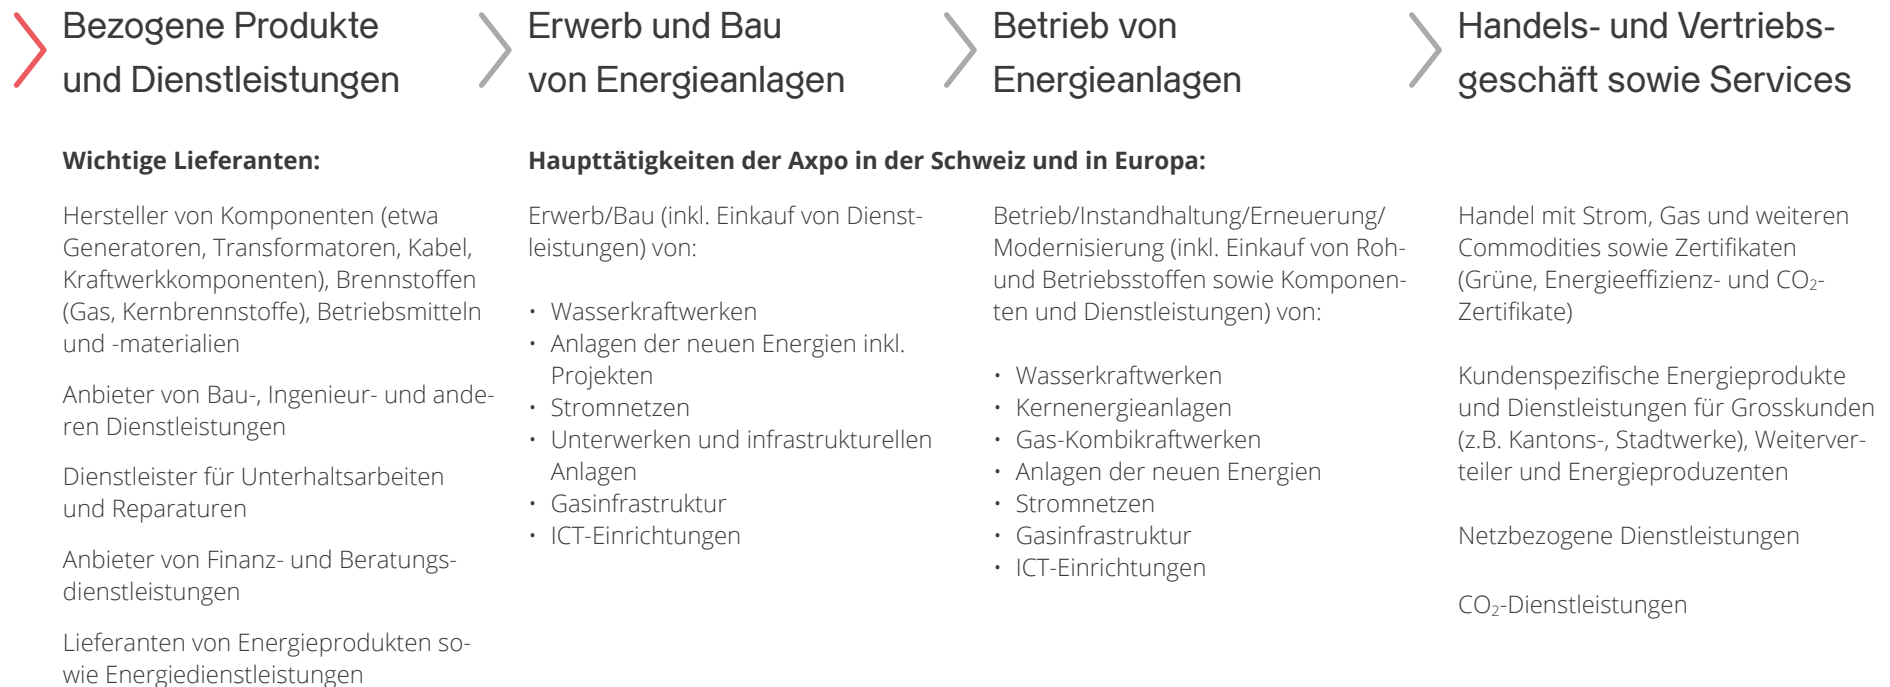 Bezogene Produkte
und Dienstleistungen
Wichtige Lieferanten:
Hersteller von Komponenten (etwa
Generatoren, Transformatoren, Kabel,
Kraftwerkkomponenten), Brennstoffen
(Gas, Kernbrennstoffe), Betriebsmitteln
und -materialien
Anbieter von Bau-, Ingenieur- und ande-
ren Dienstleistungen
Dienstleister für Unterhaltsarbeiten
und Reparaturen
Anbieter von Finanz- und Beratungs-
dienstleistungen
Lieferanten von Energieprodukten so-
wie Energiedienstleistungen
Erwerb und Bau
von Energieanlagen
Haupttätigkeiten der Axpo in der Schweiz und in Europa:
Erwerb/Bau (inkl. Einkauf von Dienst-
leistungen) von:
• Wasserkraftwerken
• Anlagen der neuen Energien inkl.
Projekten
• Stromnetzen
• Unterwerken und infrastrukturellen
Anlagen
• Gasinfrastruktur
• ICT-Einrichtungen
Betrieb von
Energieanlagen
Betrieb/Instandhaltung/Erneuerung/
Modernisierung (inkl. Einkauf von Roh-
und Betriebsstoffen sowie Komponen-
ten und Dienstleistungen) von:
• Wasserkraftwerken
• Kernenergieanlagen
• Gas-Kombikraftwerken
• Anlagen der neuen Energien
• Stromnetzen
• Gasinfrastruktur
• ICT-Einrichtungen
Handels- und Vertriebs-
geschäft sowie Services
Handel mit Strom, Gas und weiteren
Commodities sowie Zertifikaten
(Grüne, Energieeffizienz- und CO₂-
Zertifikate)
Kundenspezifische Energieprodukte
und Dienstleistungen für Grosskunden
(z.B. Kantons-, Stadtwerke), Weiterver-
teiler und Energieproduzenten
Netzbezogene Dienstleistungen
CO₂-Dienstleistungen